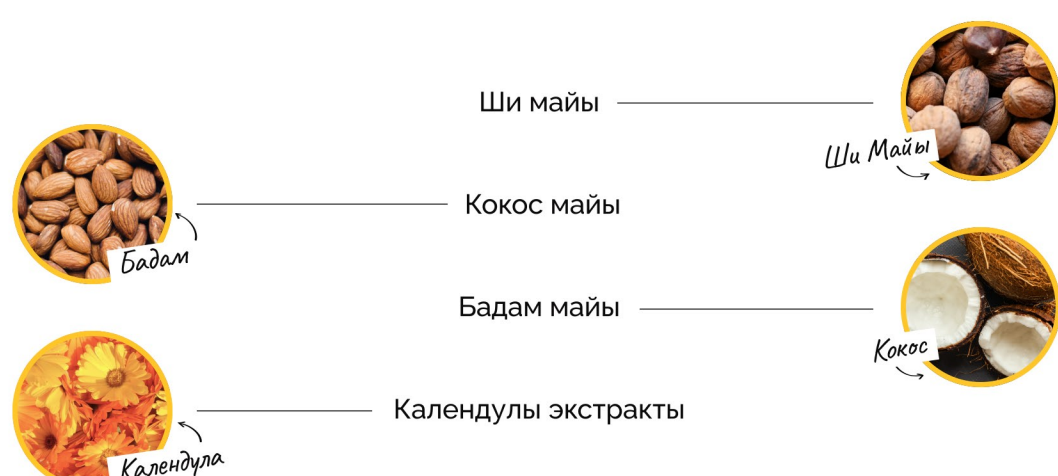 Ши майы
Ши Майы
Кокос майы
Бадам
Бадам майы
Кокос
Календулы экстракты
Календула